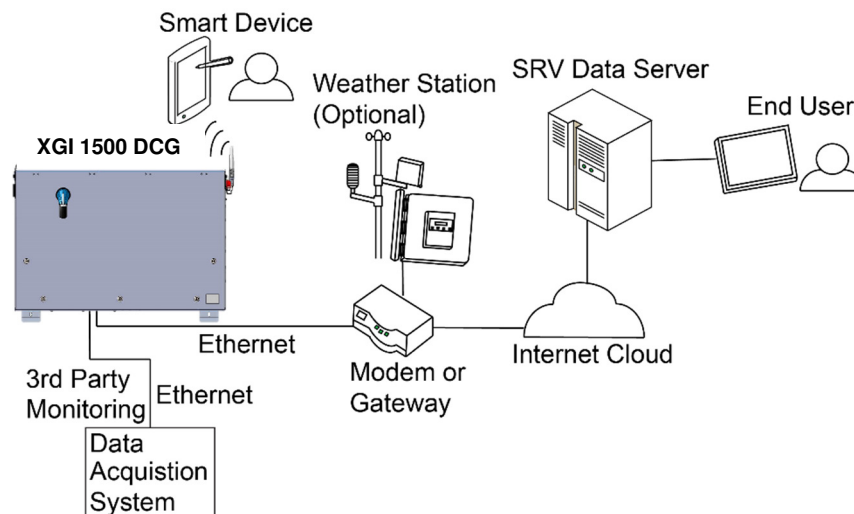 Smart Device
XGI 1500 DCG
Weather Station
(Optional)
SRV Data Server
End User
Ethernet
Modem or
Gateway
Internet Cloud
3rd Party
Monitoring
Ethernet
Data
Acquistion
System